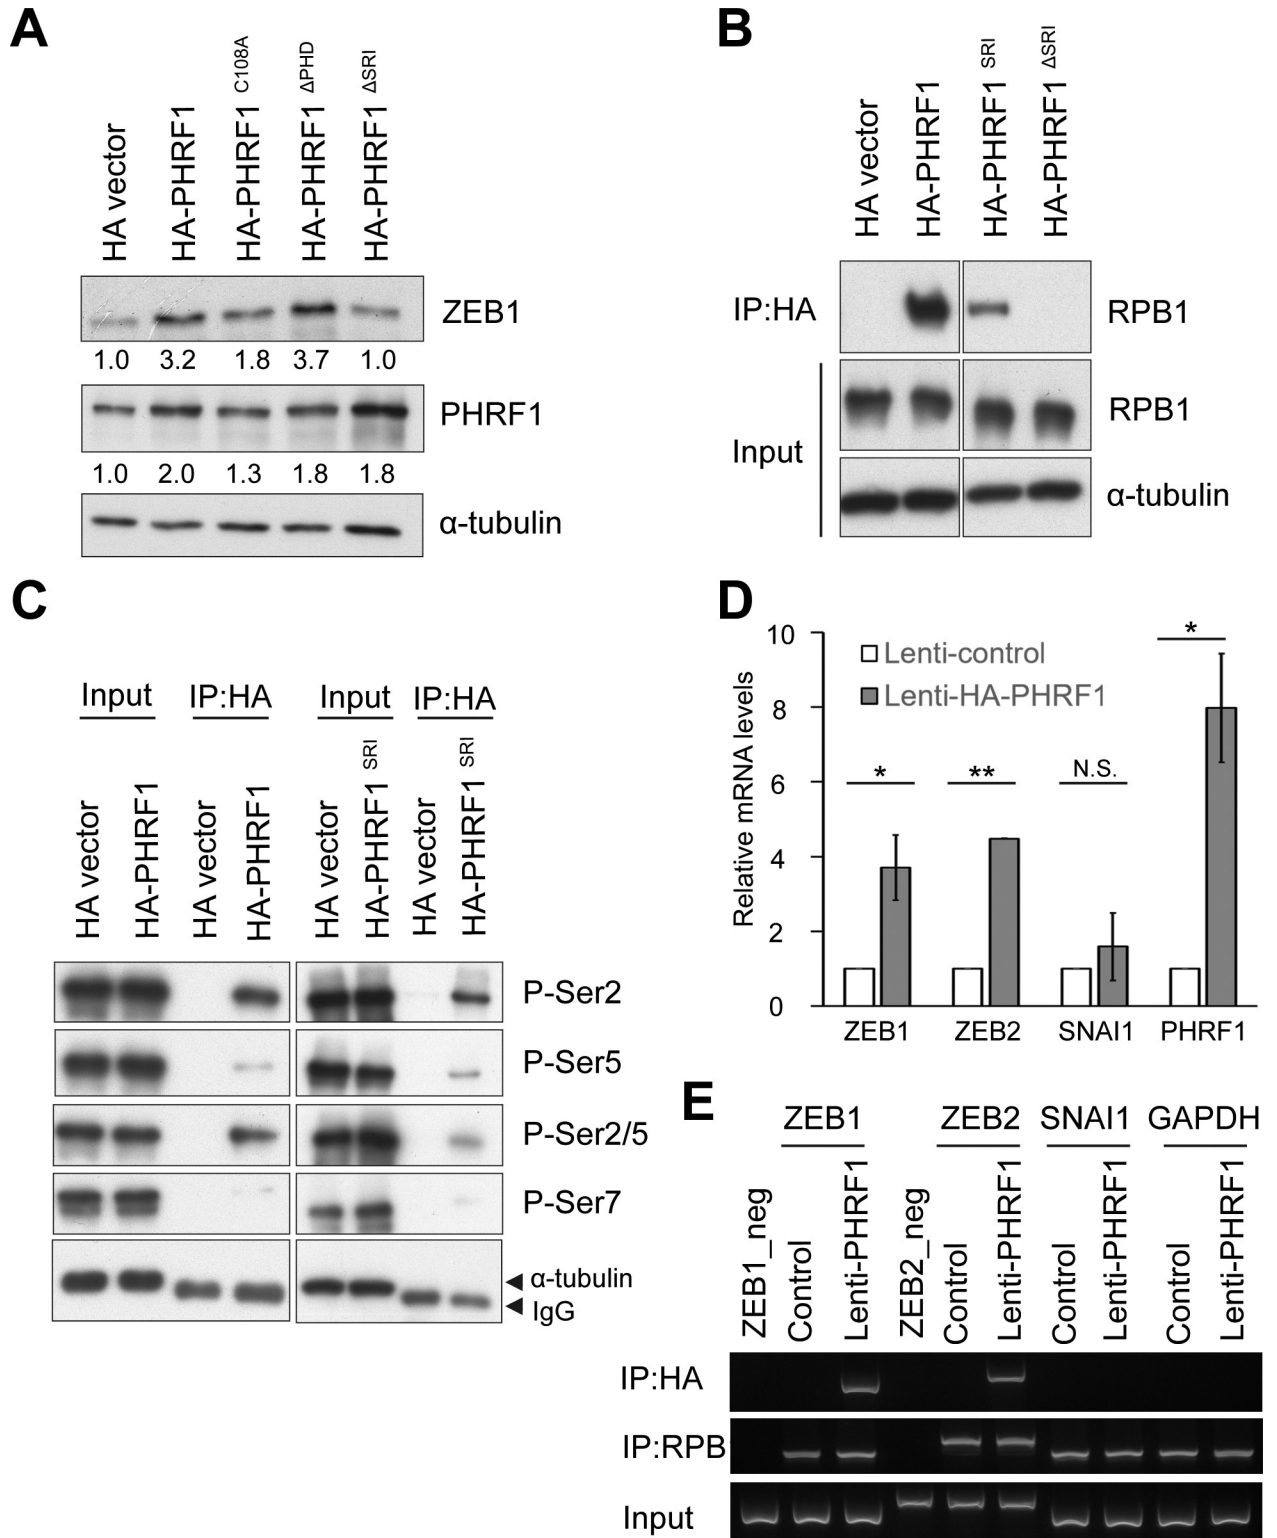 A
HA vector
HA-PHRF1
HA-PHRF1 C108A
HA-PHRF1 ΔPHD
HA-PHRF1 ΔSRI
ZEB1
1.0 3.2 1.8 3.7 1.0
PHRF1
1.0 2.0 1.3 1.8 1.8
α-tubulin
B
HA vector
HA-PHRF1
HA-PHRF1 SRI
HA-PHRF1 ΔSRI
IP:HA
RPB1
Input
RPB1
α-tubulin
C
Input IP:HA Input IP:HA
HA vector
HA-PHRF1
HA vector
HA-PHRF1
HA vector
HA-PHRF1 SRI
HA vector
HA-PHRF1 SRI
P-Ser2
P-Ser5
P-Ser2/5
P-Ser7
α-tubulin
IgG
D
Relative mRNA levels
10
8
6
4
2
0
Lenti-control
Lenti-HA-PHRF1
* ** N.S. *
ZEB1 ZEB2 SNAI1 PHRF1
E
ZEB1 ZEB2 SNAI1 GAPDH
ZEB1_neg
Control
Lenti-PHRF1
ZEB2_neg
Control
Lenti-PHRF1
Control
Lenti-PHRF1
Control
Lenti-PHRF1
IP:HA
IP:RPB
Input